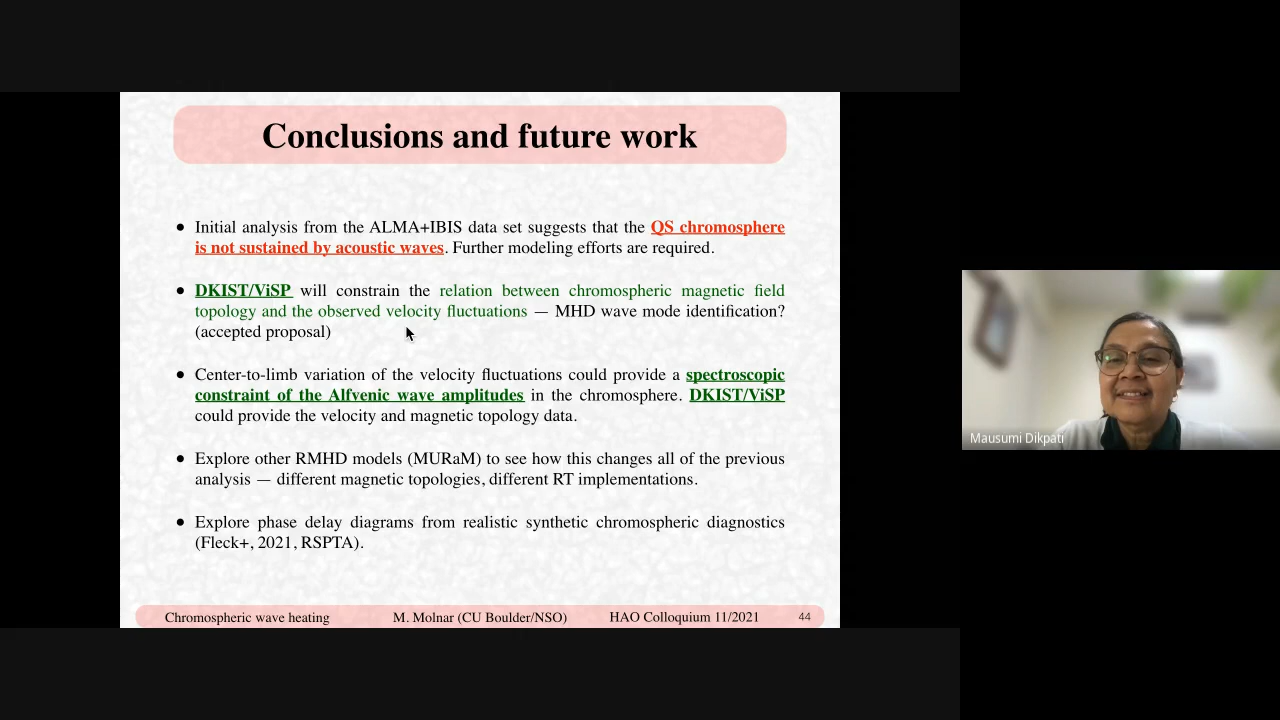 Conclusions and future work
• Initial analysis from the ALMA+IBIS data set suggests that the QS chromosphere
is not sustained by acoustic waves. Further modeling efforts are required.
• DKIST/ViSP will constrain the relation between chromospheric magnetic field
topology and the observed velocity fluctuations — MHD wave mode identification?
(accepted proposal)
• Center-to-limb variation of the velocity fluctuations could provide a spectroscopic
constraint of the Alfvenic wave amplitudes in the chromosphere. DKIST/ViSP
could provide the velocity and magnetic topology data.
• Explore other RMHD models (MURaM) to see how this changes all of the previous
analysis — different magnetic topologies, different RT implementations.
• Explore phase delay diagrams from realistic synthetic chromospheric diagnostics
(Fleck+, 2021, RSPTA).
Chromospheric wave heating M. Molnar (CU Boulder/NSO) HAO Colloquium 11/2021 44
Mausumi Dikpati